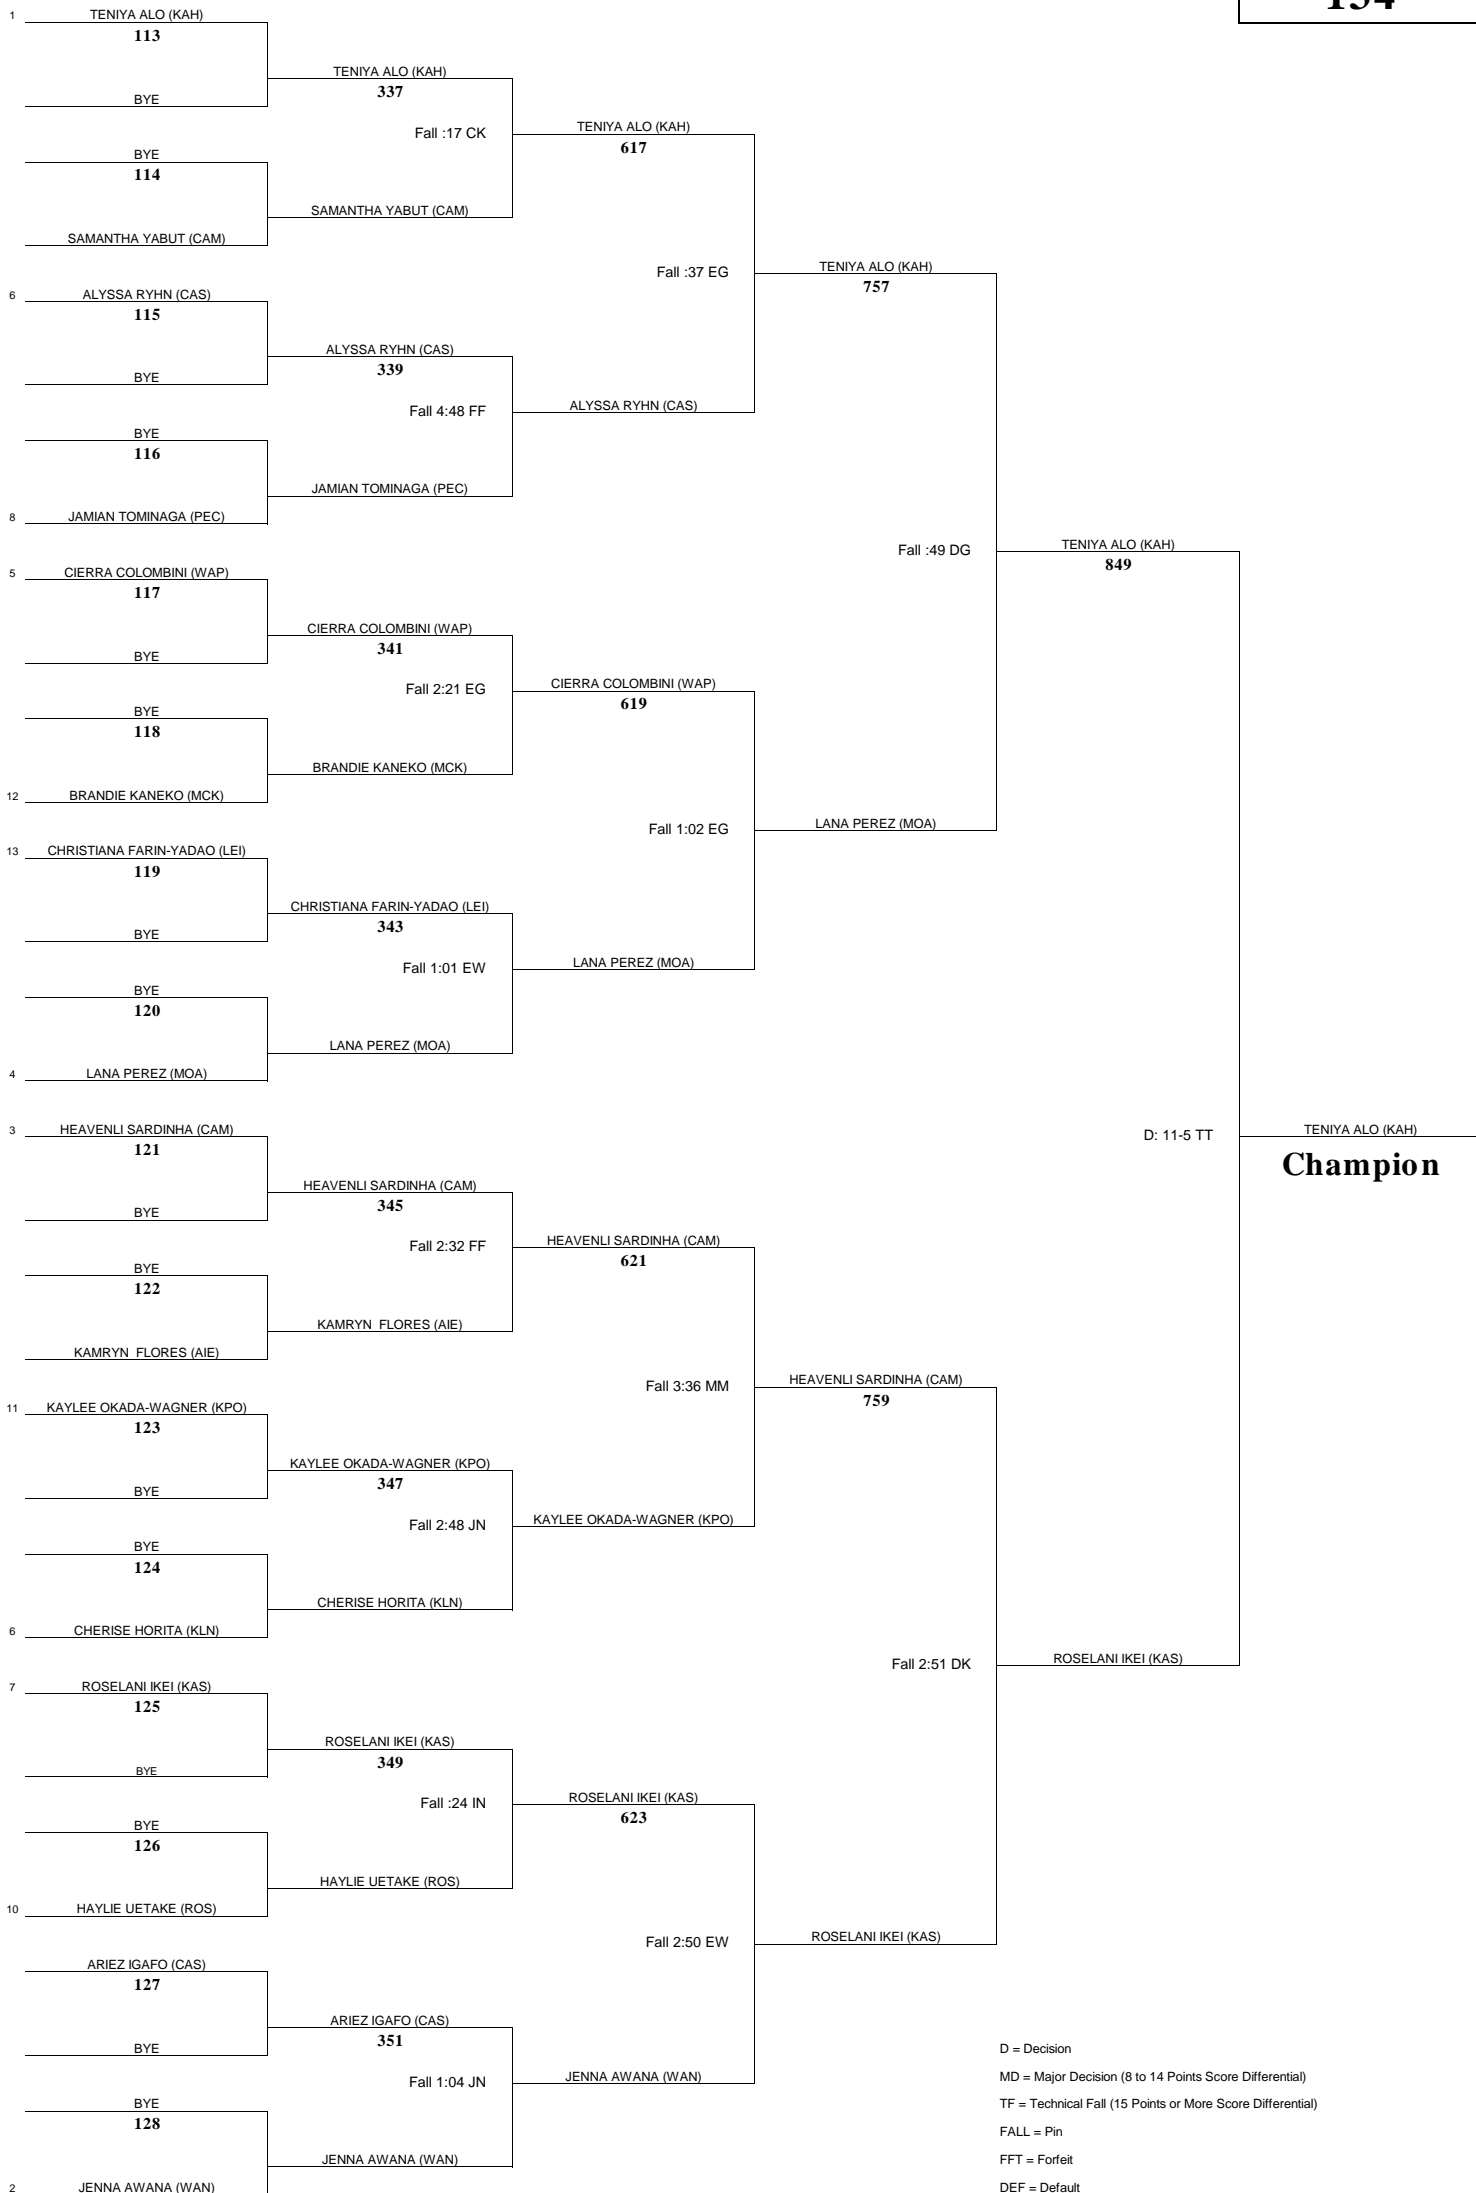 134
1 TENIYA ALO (KAH)
113
BYE
BYE
114
SAMANTHA YABUT (CAM)
6 ALYSSA RYHN (CAS)
115
BYE
BYE
116
8 JAMIAN TOMINAGA (PEC)
5 CIERRA COLOMBINI (WAP)
117
BYE
BYE
118
12 BRANDIE KANEKO (MCK)
13 CHRISTIANA FARIN-YADAO (LEI)
119
BYE
BYE
120
4 LANA PEREZ (MOA)
3 HEAVENLI SARDINHA (CAM)
121
BYE
BYE
122
KAMRYN  FLORES (AIE)
11 KAYLEE OKADA-WAGNER (KPO)
123
BYE
BYE
124
6 CHERISE HORITA (KLN)
7 ROSELANI IKEI (KAS)
125
BYE
BYE
126
10 HAYLIE UETAKE (ROS)
ARIEZ IGAFO (CAS)
127
BYE
BYE
128
2 JENNA AWANA (WAN)
TENIYA ALO (KAH)
337
Fall :17 CK
SAMANTHA YABUT (CAM)
ALYSSA RYHN (CAS)
339
Fall 4:48 FF
JAMIAN TOMINAGA (PEC)
CIERRA COLOMBINI (WAP)
341
Fall 2:21 EG
BRANDIE KANEKO (MCK)
CHRISTIANA FARIN-YADAO (LEI)
343
Fall 1:01 EW
LANA PEREZ (MOA)
HEAVENLI SARDINHA (CAM)
345
Fall 2:32 FF
KAMRYN  FLORES (AIE)
KAYLEE OKADA-WAGNER (KPO)
347
Fall 2:48 JN
CHERISE HORITA (KLN)
ROSELANI IKEI (KAS)
349
Fall :24 IN
HAYLIE UETAKE (ROS)
ARIEZ IGAFO (CAS)
351
Fall 1:04 JN
JENNA AWANA (WAN)
TENIYA ALO (KAH)
617
Fall :37 EG
ALYSSA RYHN (CAS)
CIERRA COLOMBINI (WAP)
619
Fall 1:02 EG
LANA PEREZ (MOA)
HEAVENLI SARDINHA (CAM)
621
Fall 3:36 MM
KAYLEE OKADA-WAGNER (KPO)
ROSELANI IKEI (KAS)
623
Fall 2:50 EW
JENNA AWANA (WAN)
TENIYA ALO (KAH)
757
Fall :49 DG
LANA PEREZ (MOA)
HEAVENLI SARDINHA (CAM)
759
Fall 2:51 DK
ROSELANI IKEI (KAS)
TENIYA ALO (KAH)
849
D: 11-5 TT
ROSELANI IKEI (KAS)
TENIYA ALO (KAH)
Champion
D = Decision
MD = Major Decision (8 to 14 Points Score Differential)
TF = Technical Fall (15 Points or More Score Differential)
FALL = Pin
FFT = Forfeit
DEF = Default